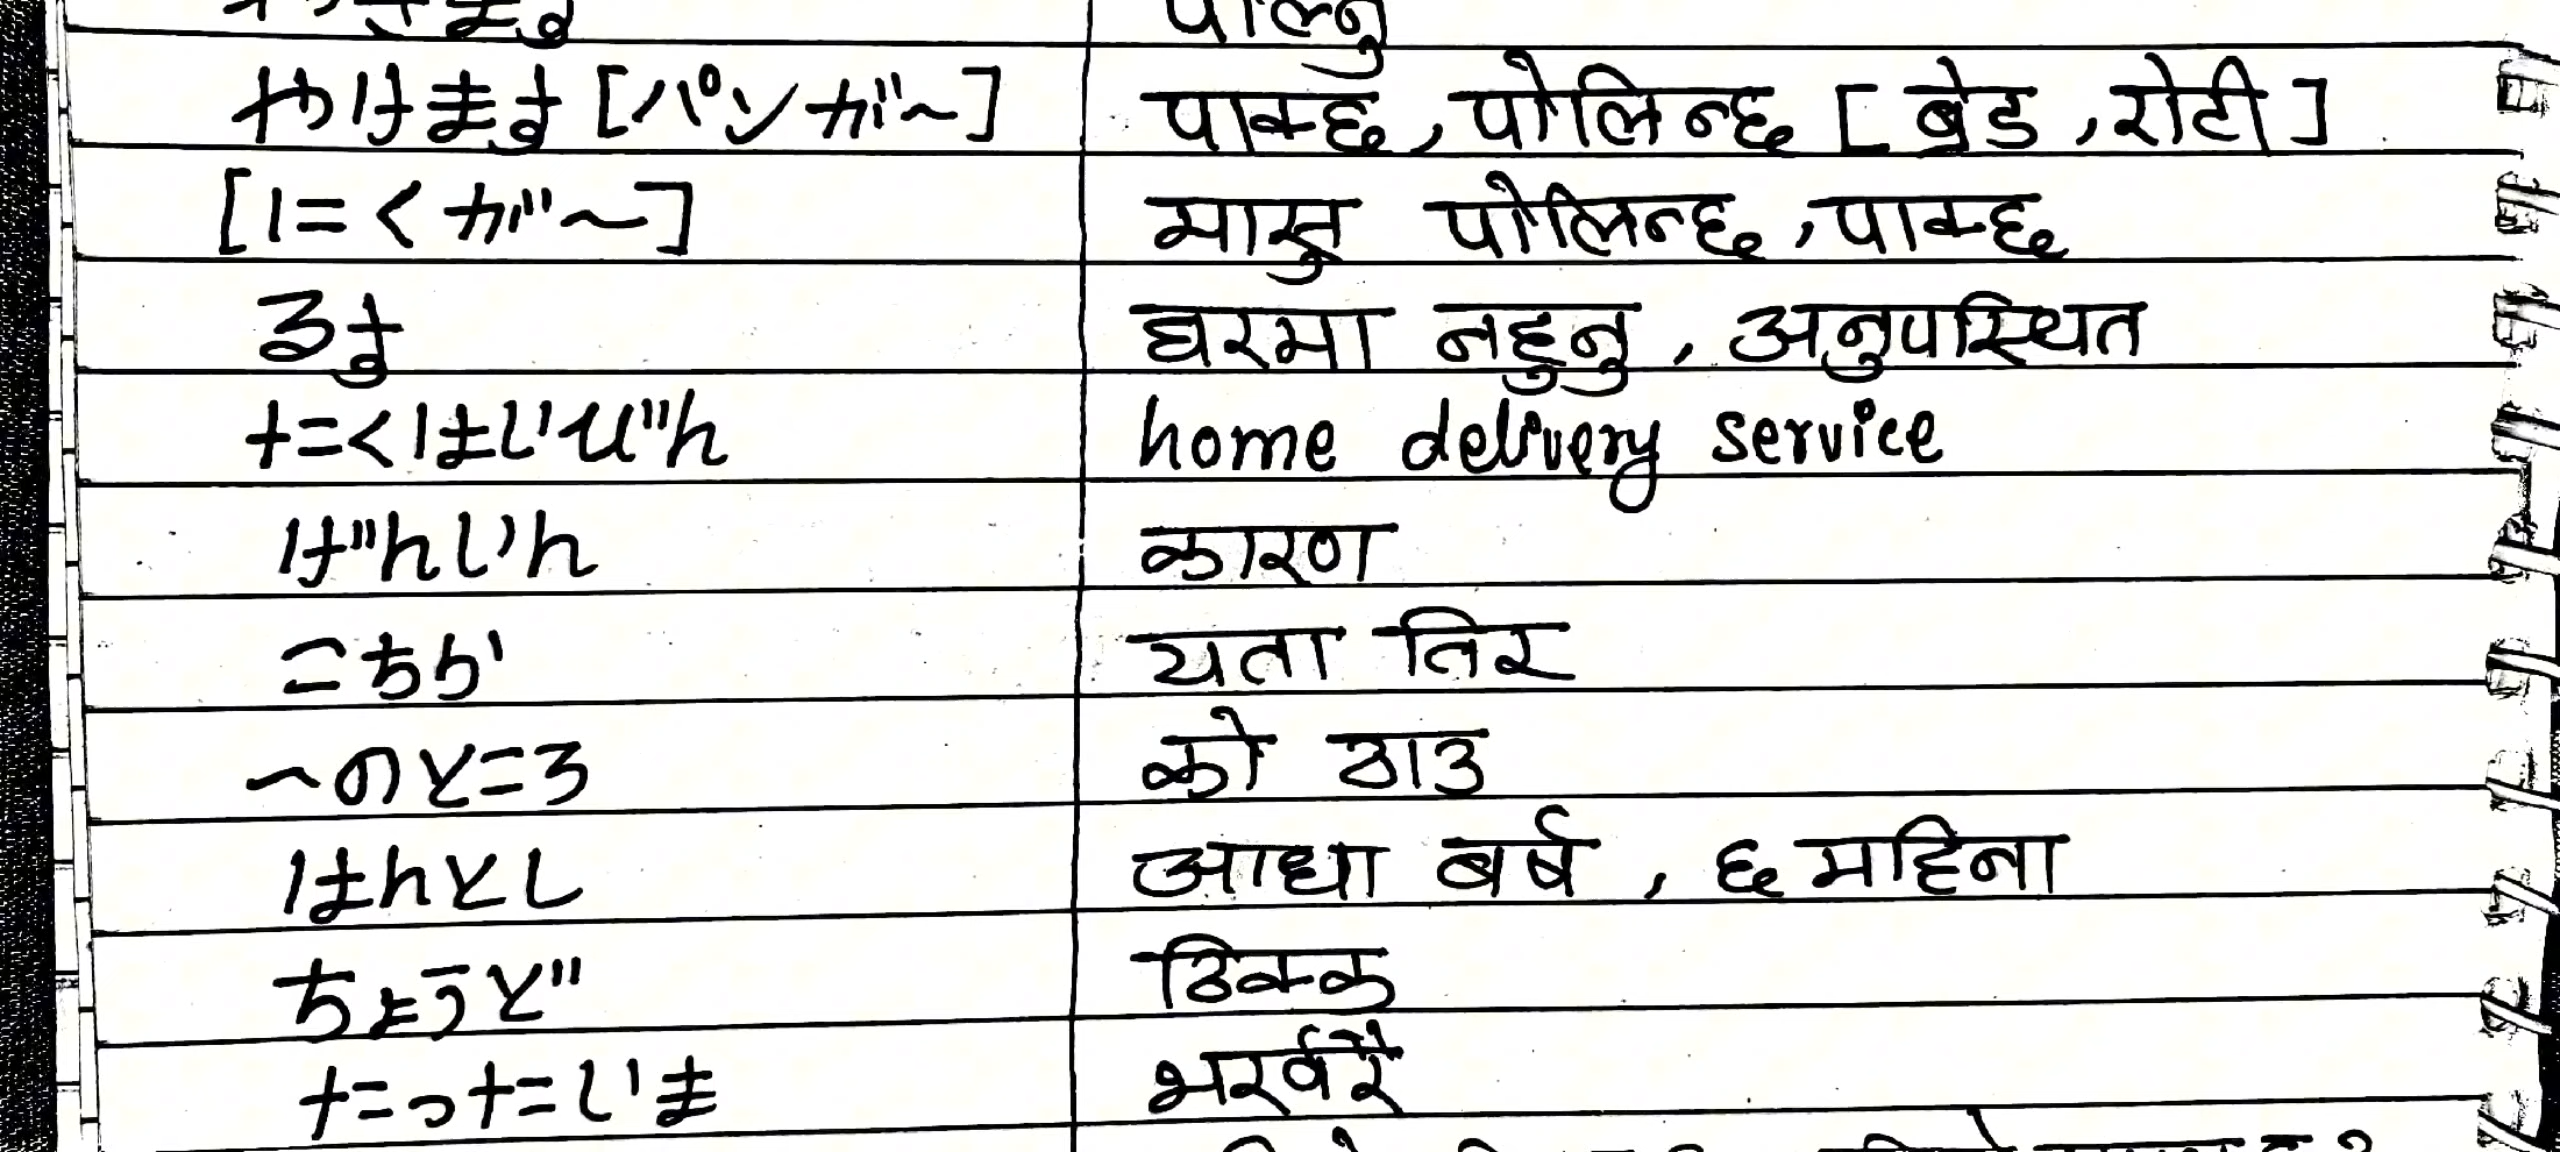 पोल्नु
やけます [パンが~] पाक्छ, पोलिन्छ [ ब्रेड, रोटी ]
[にくが~] मासु पोलिन्छ, पाक्छ
るす घरमा नहुनु, अनुपस्थित
たくはいびん home delivery service
げんいん कारण
こちら यता तिर
~のところ को ठाउ
はんとし आधा बर्ष, ६ महिना
ちょうど ठिक्क
たったいま भर्खरै